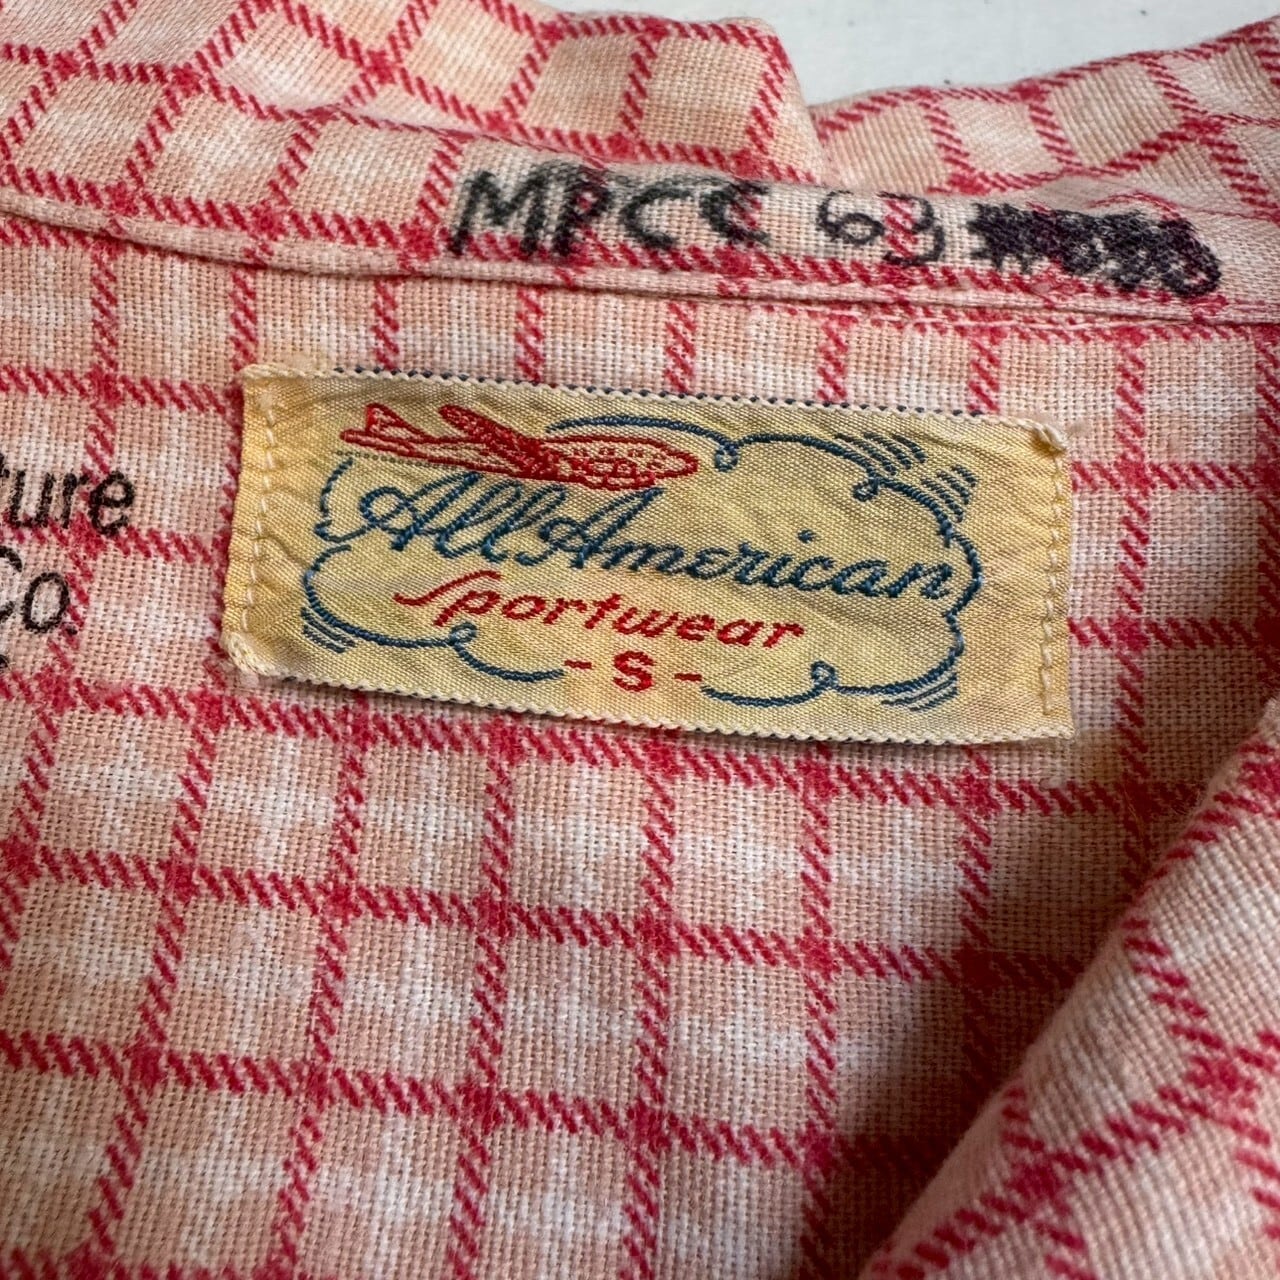 MPCC 63
ture
Co.
All American
Sportwear
- S -